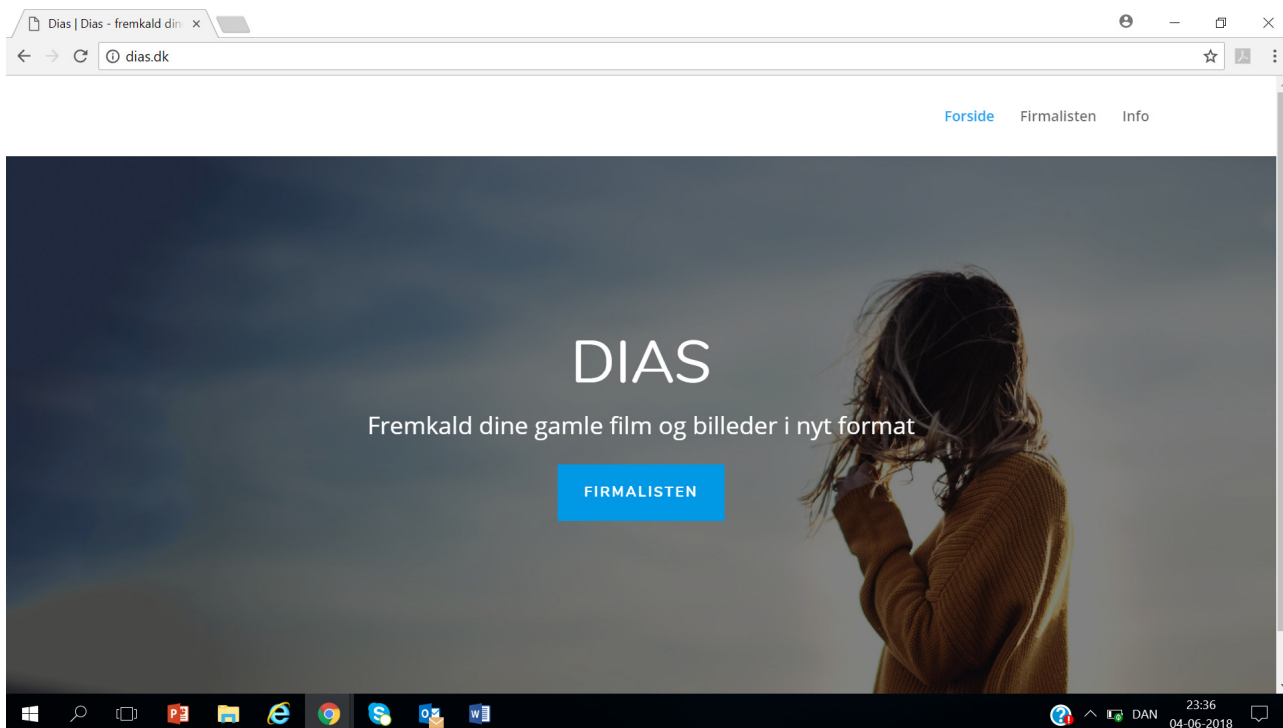 Dias | Dias - fremkald din
dias.dk
Forside Firmalisten Info
DIAS
Fremkald dine gamle film og billeder i nyt format
FIRMALISTEN
DAN
23:36
04-06-2018